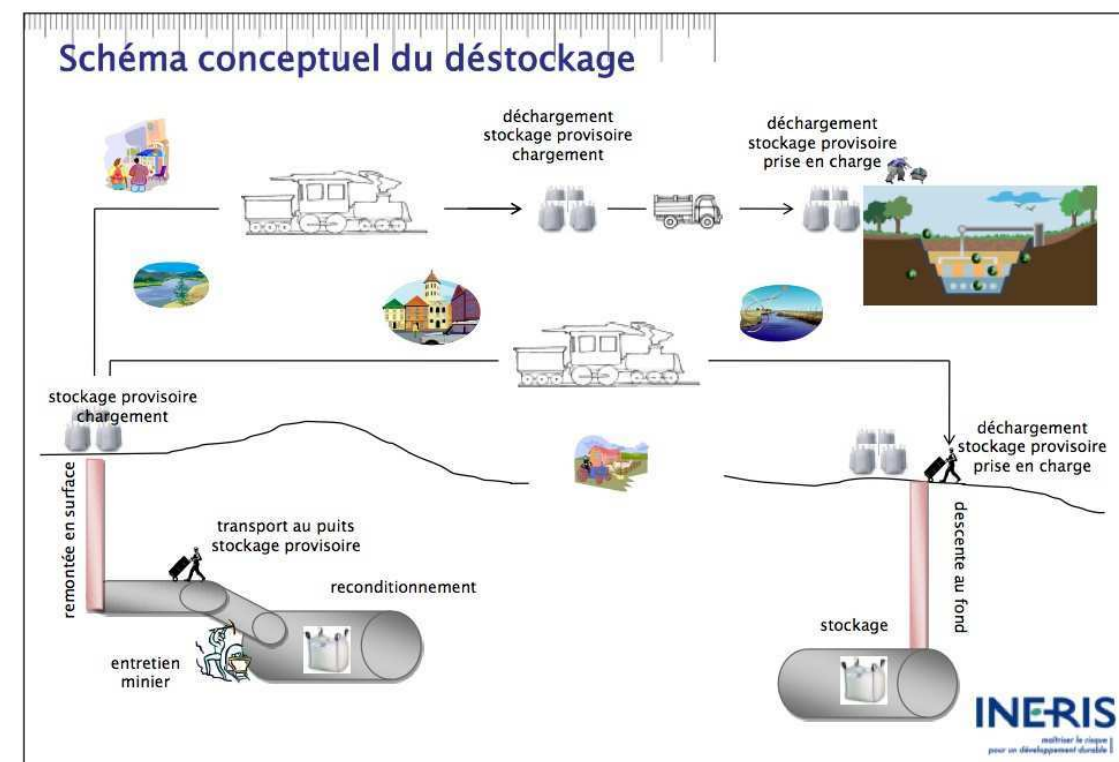 Schéma conceptuel du déstockage
déchargement
stockage provisoire
chargement
déchargement
stockage provisoire
prise en charge
stockage provisoire
chargement
déchargement
stockage provisoire
prise en charge
remontée en surface
transport au puits
stockage provisoire
reconditionnement
entretien
minier
descente au fond
stockage
INERIS
maîtriser le risque
pour un développement durable